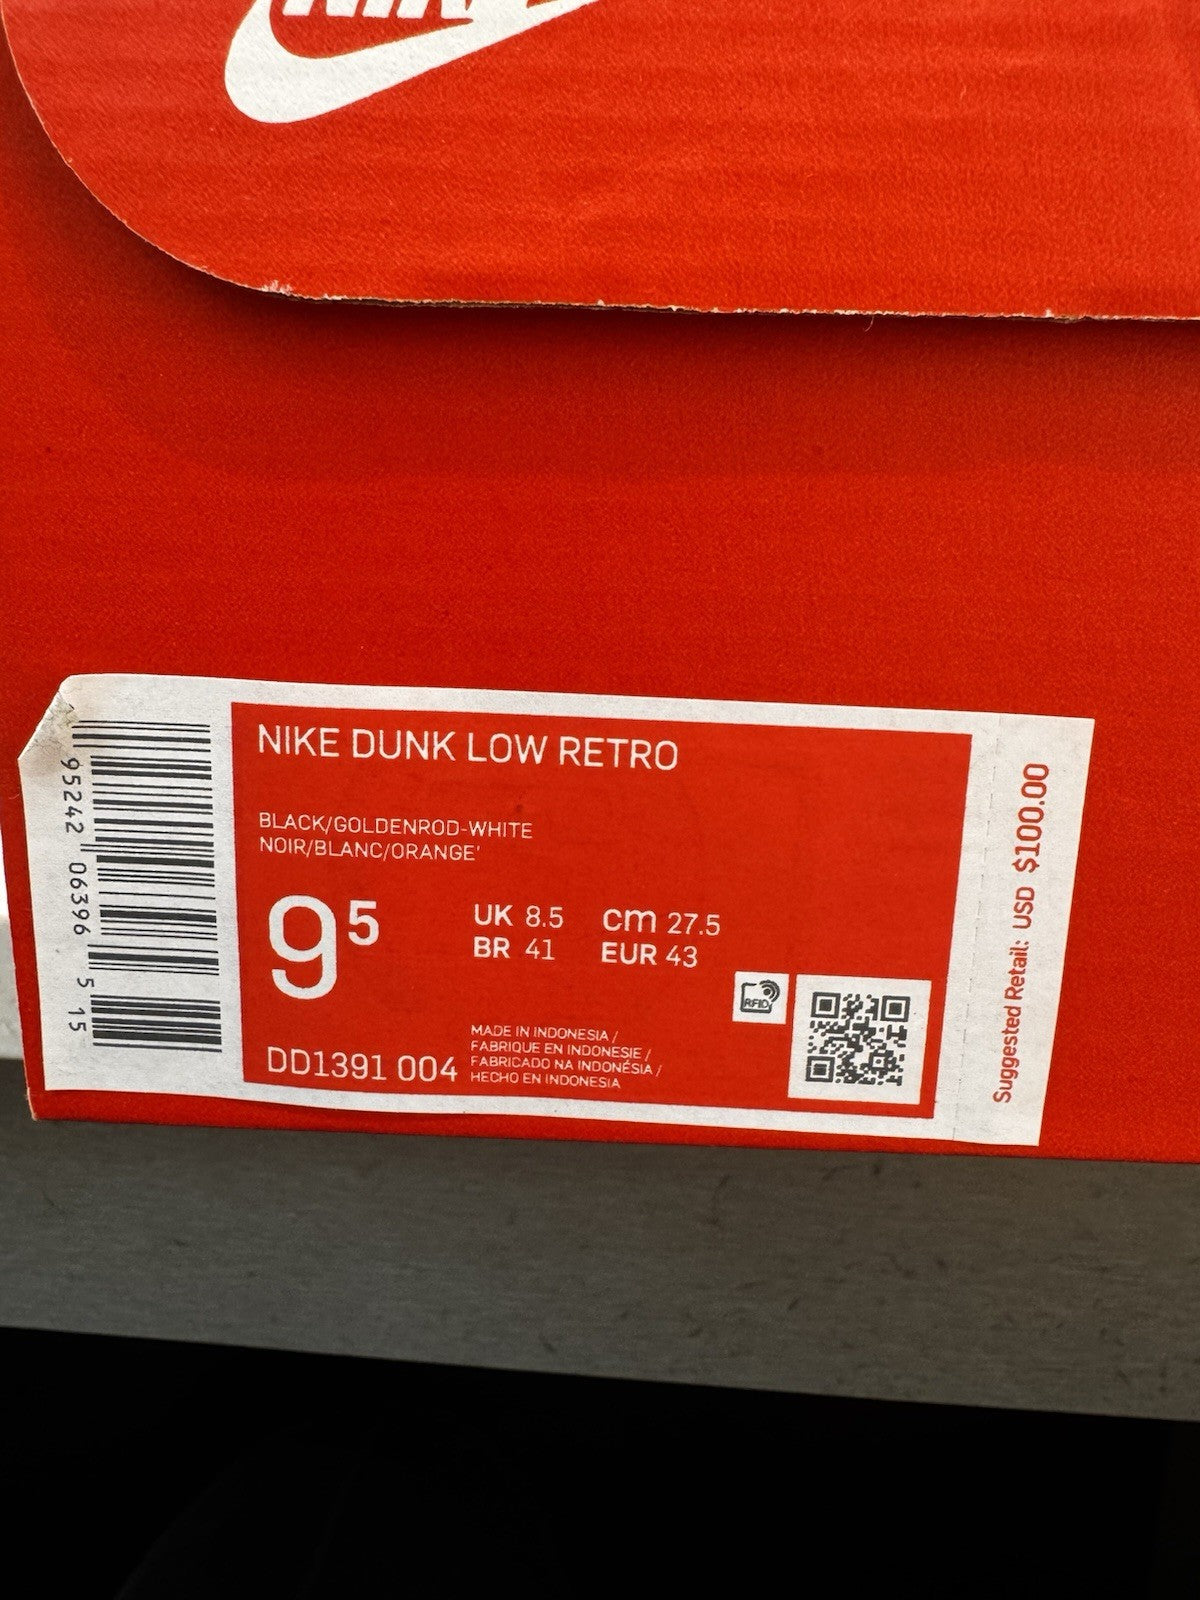 NIKE
NIKE DUNK LOW RETRO
BLACK/GOLDENROD-WHITE
NOIR/BLANC/ORANGE'
9⁵
UK 8.5 cm 27.5
BR 41 EUR 43
RFID
DD1391 004
MADE IN INDONESIA /
FABRIQUE EN INDONESIE /
FABRICADO NA INDONÉSIA /
HECHO EN INDONESIA
95242 06396 5 15
Suggested Retail: USD $100.00